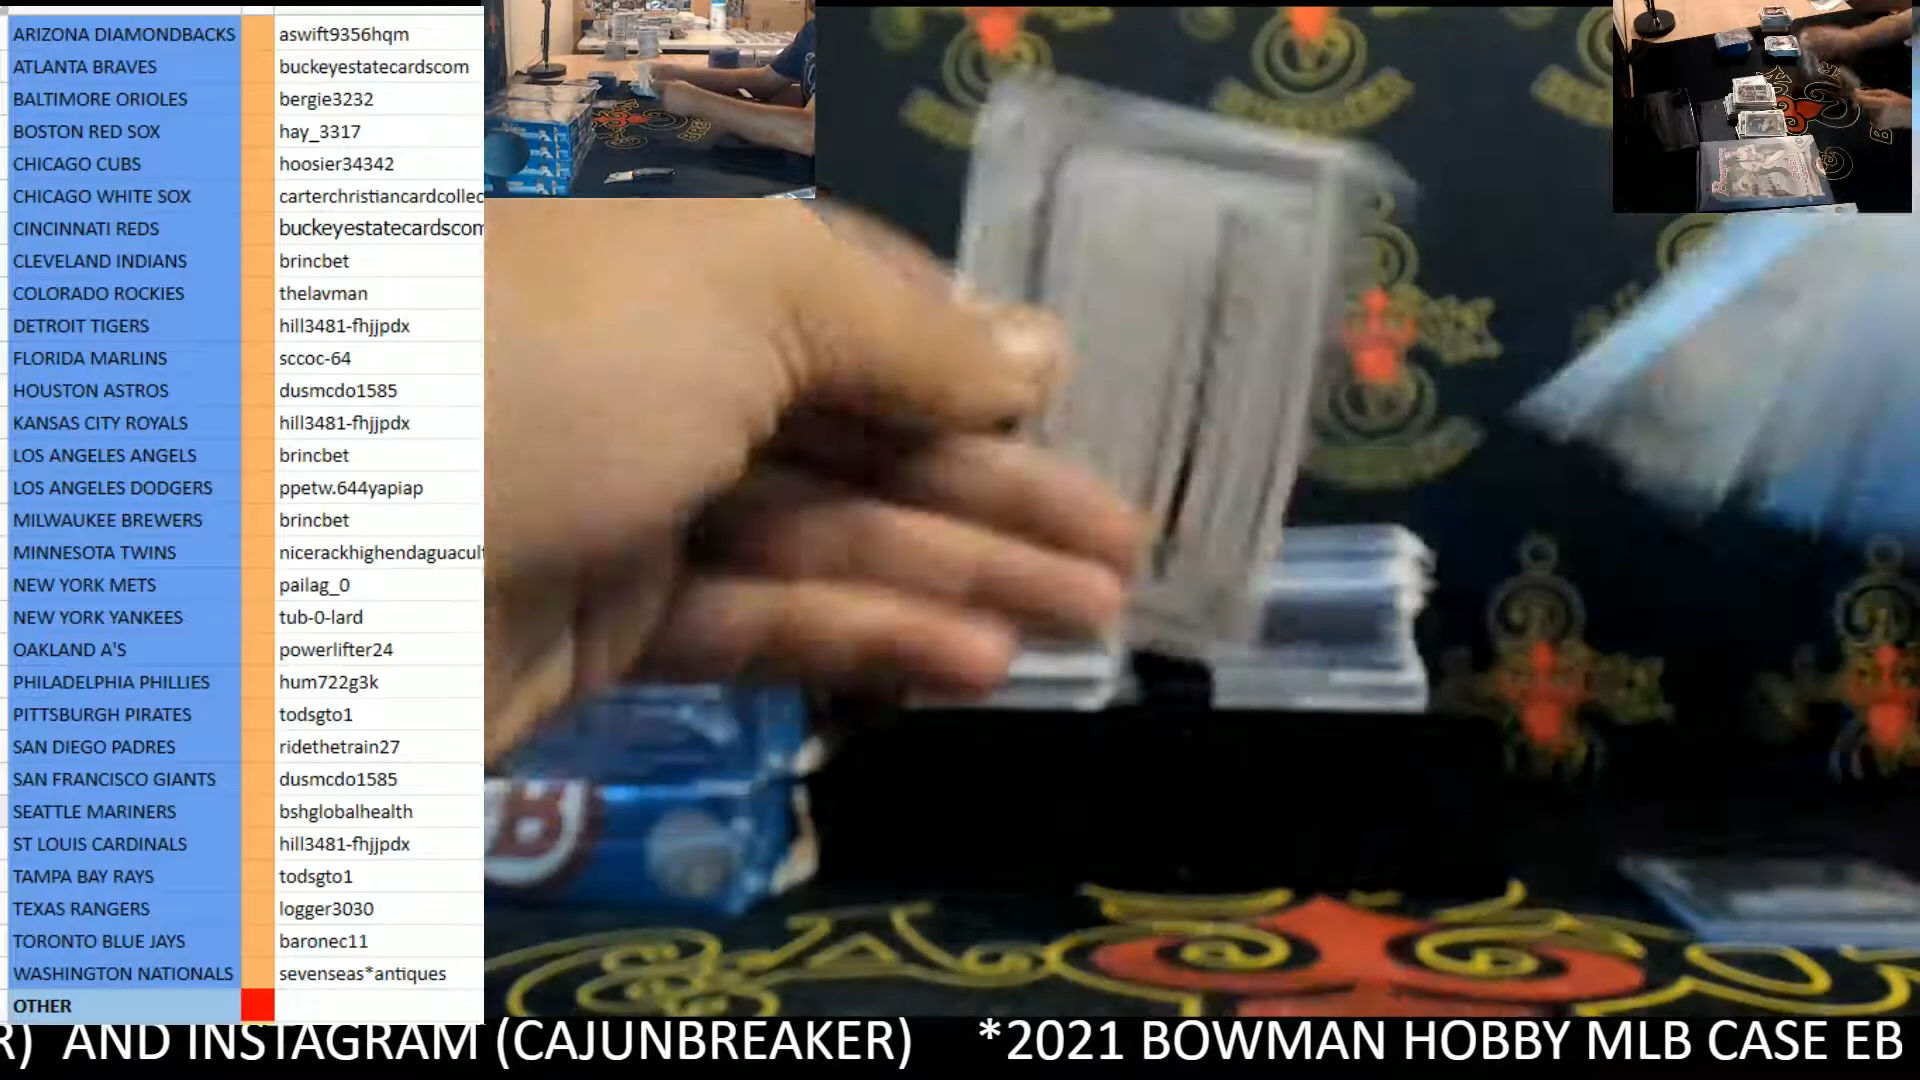 ARIZONA DIAMONDBACKS aswift9356hqm
ATLANTA BRAVES buckeyestatecardscom
BALTIMORE ORIOLES bergie3232
BOSTON RED SOX hay_3317
CHICAGO CUBS hoosier34342
CHICAGO WHITE SOX carterchristiancardcollec
CINCINNATI REDS buckeyestatecardscom
CLEVELAND INDIANS brincbet
COLORADO ROCKIES thelavman
DETROIT TIGERS hill3481-fhjjpdx
FLORIDA MARLINS sccoc-64
HOUSTON ASTROS dusmcdo1585
KANSAS CITY ROYALS hill3481-fhjjpdx
LOS ANGELES ANGELS brincbet
LOS ANGELES DODGERS ppetw.644yapiap
MILWAUKEE BREWERS brincbet
MINNESOTA TWINS nicerackhighendaguacult
NEW YORK METS pailag_0
NEW YORK YANKEES tub-0-lard
OAKLAND A'S powerlifter24
PHILADELPHIA PHILLIES hum722g3k
PITTSBURGH PIRATES todsgto1
SAN DIEGO PADRES ridethetrain27
SAN FRANCISCO GIANTS dusmcdo1585
SEATTLE MARINERS bshglobalhealth
ST LOUIS CARDINALS hill3481-fhjjpdx
TAMPA BAY RAYS todsgto1
TEXAS RANGERS logger3030
TORONTO BLUE JAYS baronec11
WASHINGTON NATIONALS sevenseas*antiques
OTHER
R) AND INSTAGRAM (CAJUNBREAKER) *2021 BOWMAN HOBBY MLB CASE EB